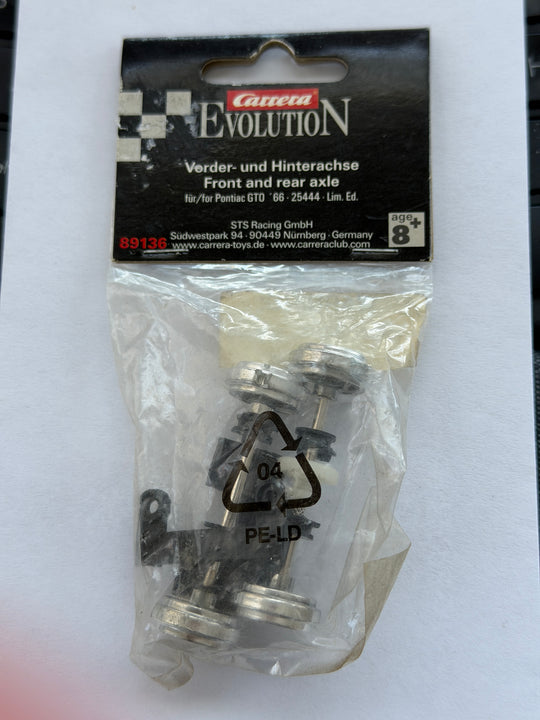 Carrera
EVOLUTION
Vorder- und Hinterachse
Front and rear axle
für/for Pontiac GTO ´66 · 25444 · Lim. Ed.
STS Racing GmbH
Südwestpark 94 · 90449 Nürnberg · Germany
89136 www.carrera-toys.de · www.carreraclub.com
age
8+
04
PE-LD